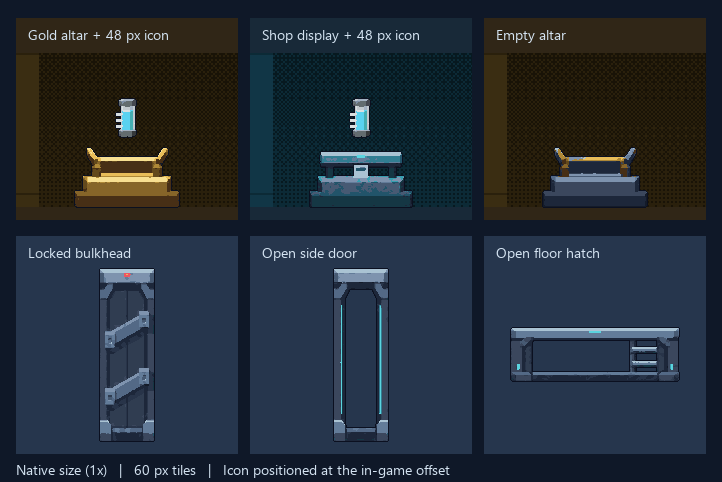 Gold altar + 48 px icon
Shop display + 48 px icon
Empty altar
Locked bulkhead
Open side door
Open floor hatch
Native size (1x) | 60 px tiles | Icon positioned at the in-game offset